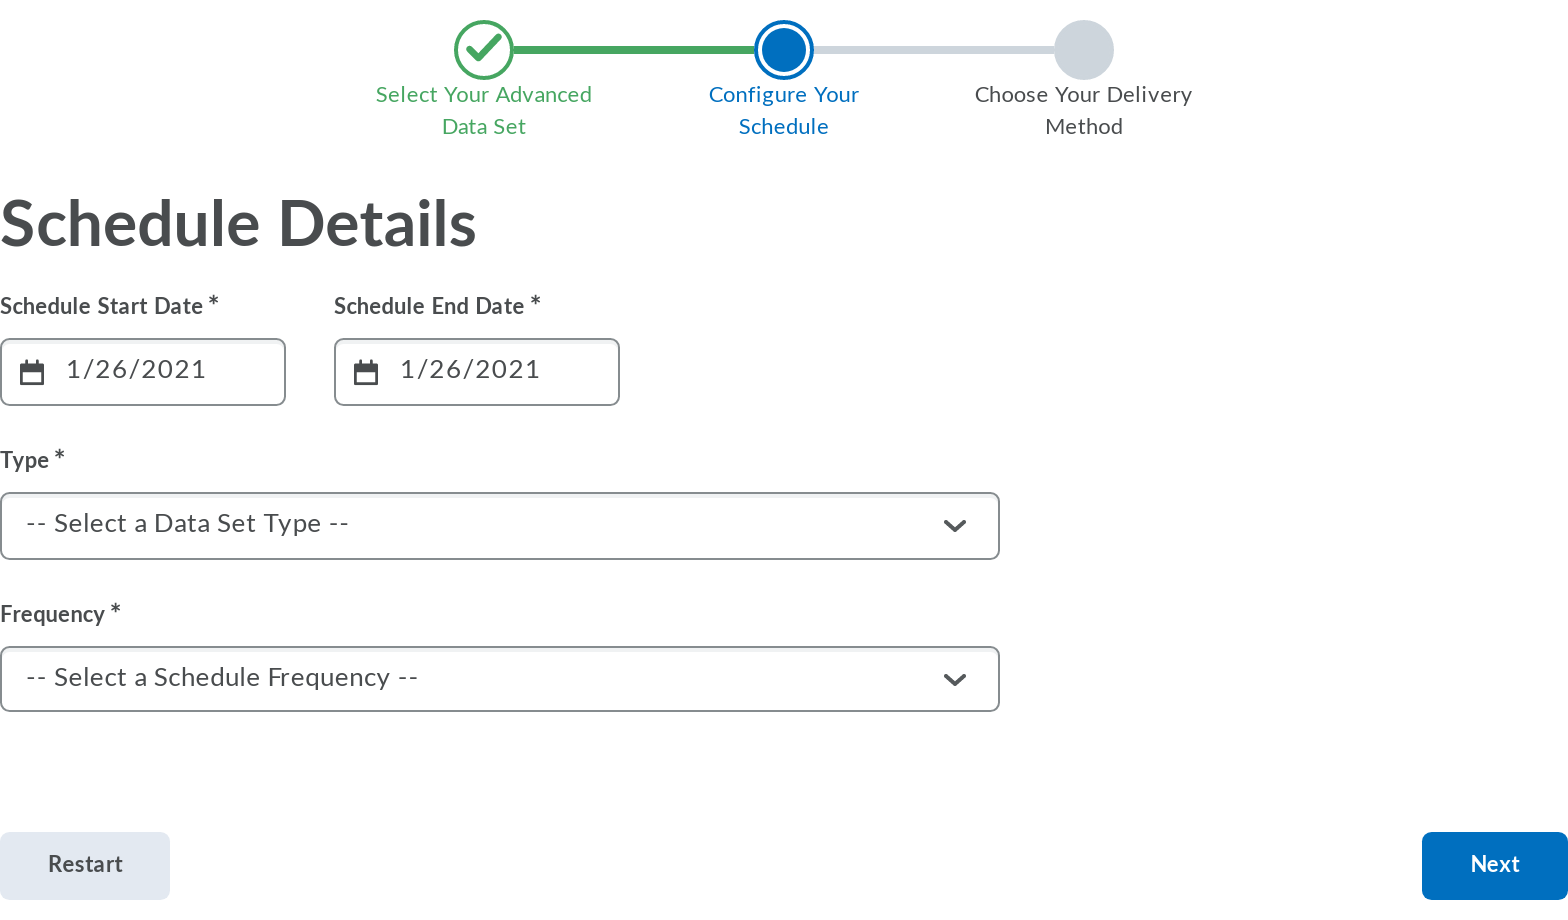 Select Your Advanced
Data Set
Configure Your
Schedule
Choose Your Delivery
Method
Schedule Details
Schedule Start Date *
Schedule End Date *
1/26/2021
1/26/2021
Type *
-- Select a Data Set Type --
Frequency *
-- Select a Schedule Frequency --
Restart
Next